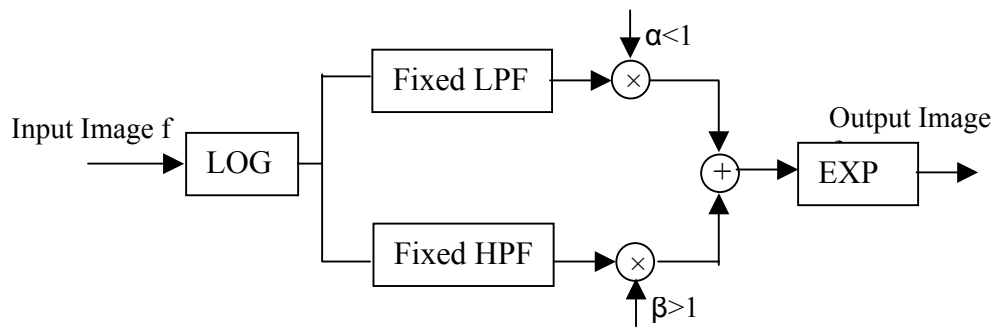 α<1
Fixed LPF
×
Input Image f
LOG
Output Image
+
EXP
Fixed HPF
×
β>1